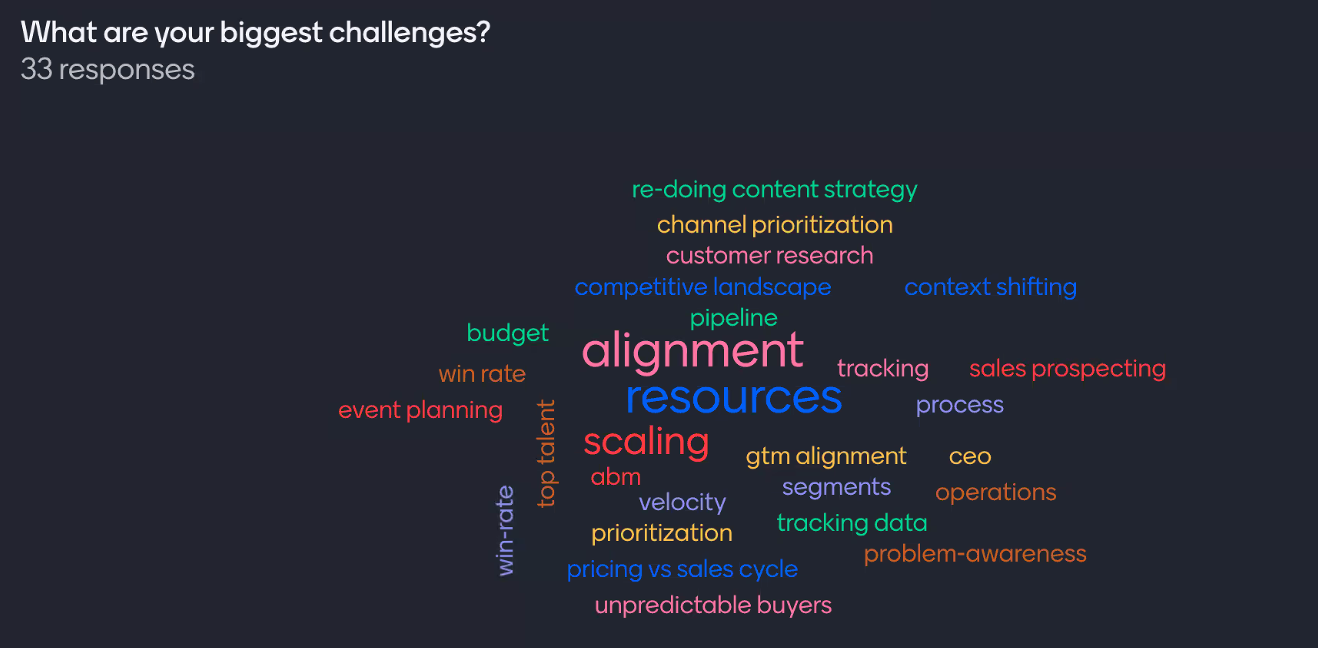 What are your biggest challenges?
33 responses
re-doing content strategy
channel prioritization
customer research
competitive landscape
context shifting
pipeline
budget
alignment
win rate
tracking
sales prospecting
event planning
resources
process
top talent
scaling
gtm alignment
ceo
abm
segments
operations
win-rate
velocity
tracking data
prioritization
problem-awareness
pricing vs sales cycle
unpredictable buyers